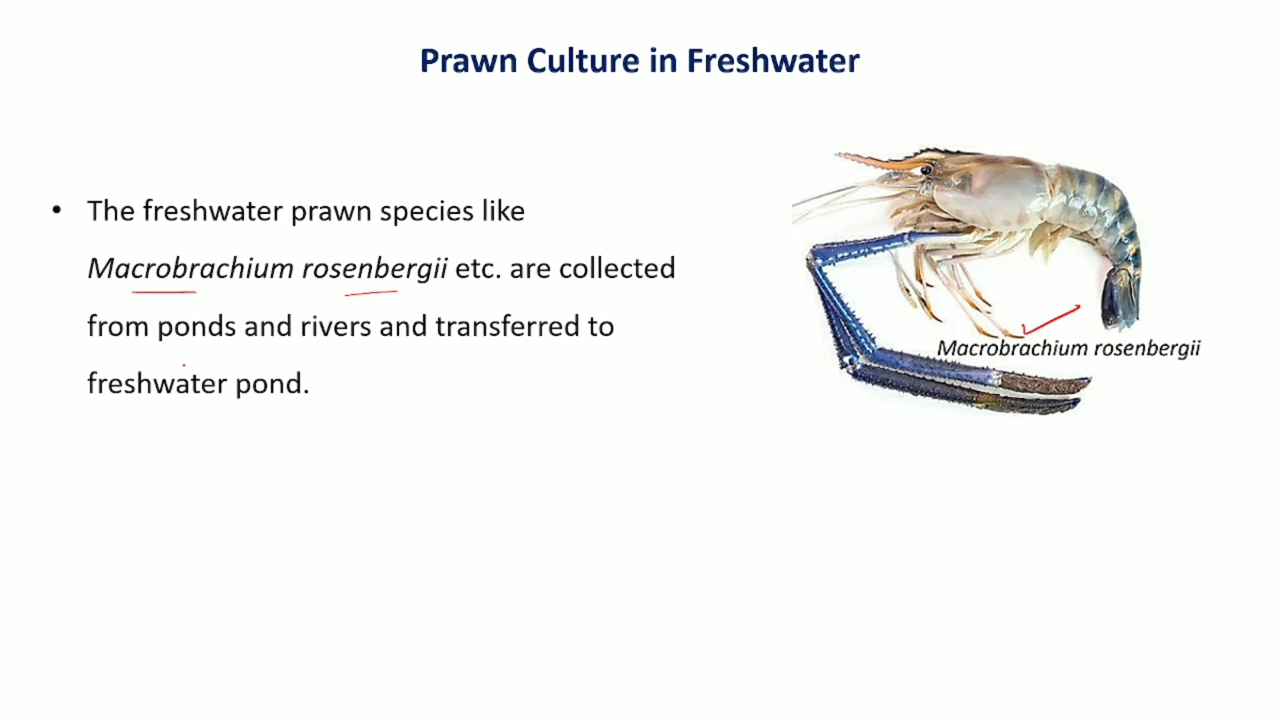 Prawn Culture in Freshwater
• The freshwater prawn species like
Macrobrachium rosenbergii etc. are collected
from ponds and rivers and transferred to
freshwater pond.
Macrobrachium rosenbergii